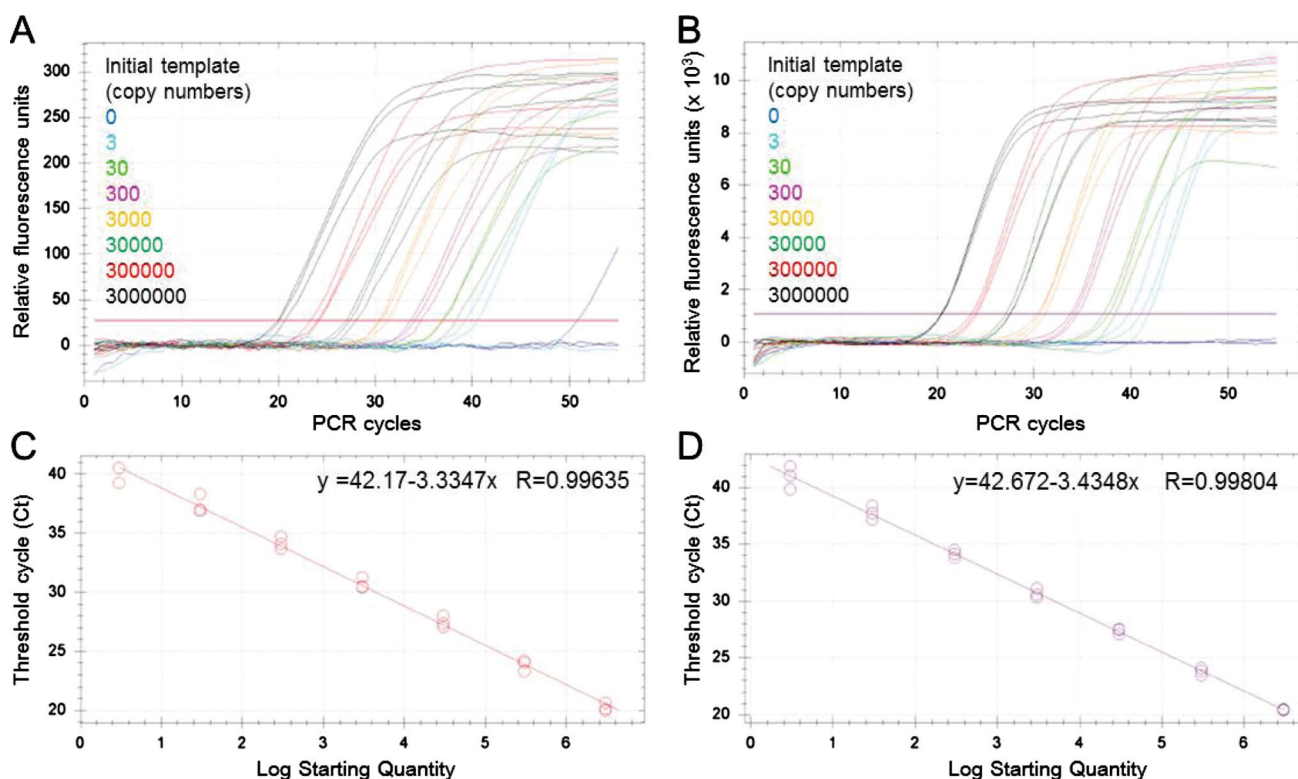 A
Relative fluorescence units
300
250
200
150
100
50
0
Initial template
(copy numbers)
0
3
30
300
3000
30000
300000
3000000
0 10 20 30 40 50
PCR cycles
B
Relative fluorescence units (x 10³)
10
8
6
4
2
0
Initial template
(copy numbers)
0
3
30
300
3000
30000
300000
3000000
0 10 20 30 40 50
PCR cycles
C
Threshold cycle (Ct)
40
35
30
25
20
y =42.17-3.3347x R=0.99635
0 1 2 3 4 5 6
Log Starting Quantity
D
Threshold cycle (Ct)
40
35
30
25
20
y=42.672-3.4348x R=0.99804
0 1 2 3 4 5 6
Log Starting Quantity